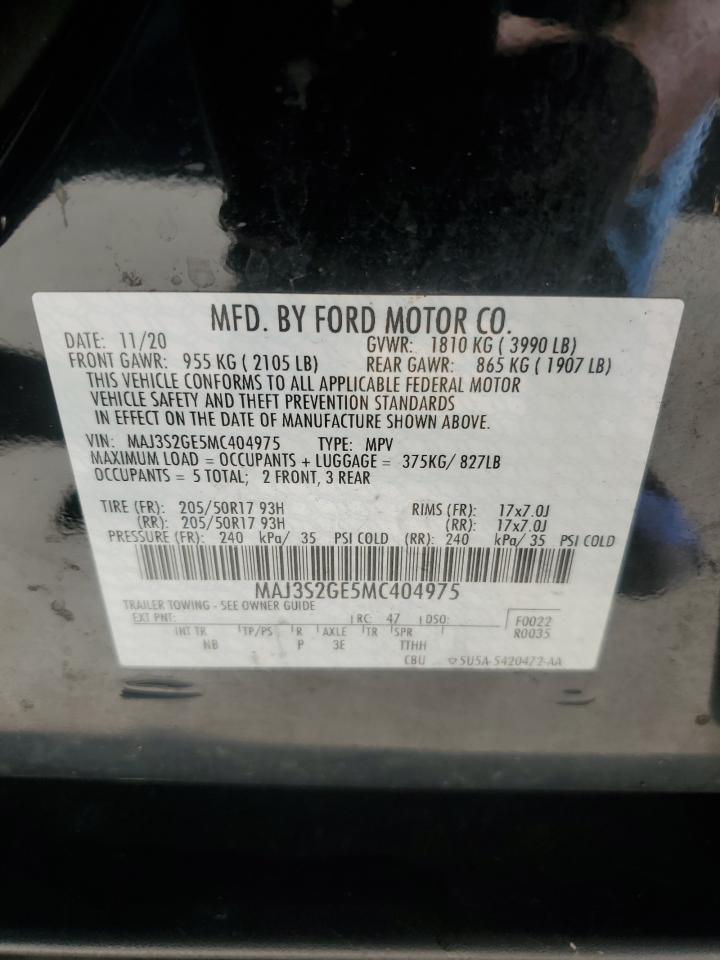 MFD. BY FORD MOTOR CO.
DATE: 11/20 GVWR: 1810 KG ( 3990 LB)
FRONT GAWR: 955 KG ( 2105 LB) REAR GAWR: 865 KG ( 1907 LB)
THIS VEHICLE CONFORMS TO ALL APPLICABLE FEDERAL MOTOR
VEHICLE SAFETY AND THEFT PREVENTION STANDARDS
IN EFFECT ON THE DATE OF MANUFACTURE SHOWN ABOVE.
VIN: MAJ3S2GE5MC404975 TYPE: MPV
MAXIMUM LOAD = OCCUPANTS + LUGGAGE = 375KG/ 827LB
OCCUPANTS = 5 TOTAL; 2 FRONT, 3 REAR
TIRE (FR): 205/50R17 93H RIMS (FR): 17x7.0J
(RR): 205/50R17 93H (RR): 17x7.0J
PRESSURE (FR): 240 kPa/ 35 PSI COLD (RR): 240 kPa/ 35 PSI COLD
MAJ3S2GE5MC404975
TRAILER TOWING - SEE OWNER GUIDE
EXT PNT: RC: 47 DSO: F0022
INT TR TP/PS R AXLE TR SPR R0035
NB P 3E TTHH
CBU 5U5A-5420472-AA